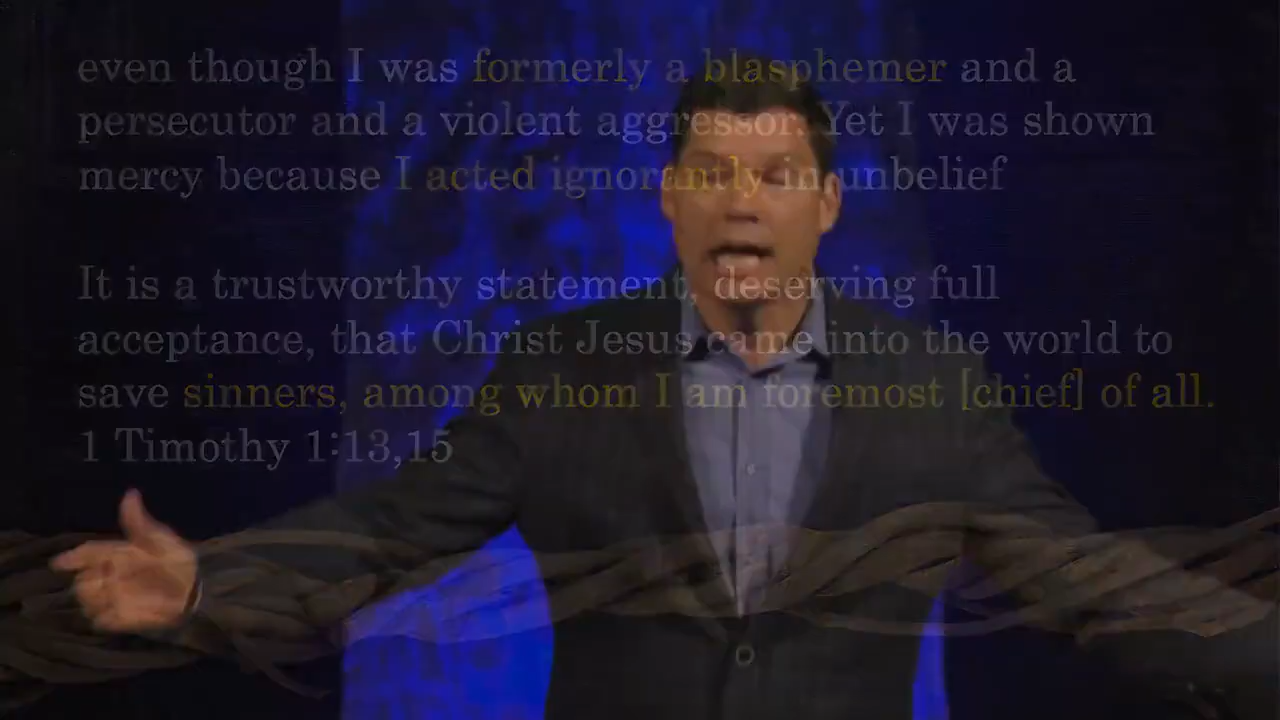 even though I was formerly a blasphemer and a
persecutor and a violent aggressor. Yet I was shown
mercy because I acted ignorantly in unbelief
It is a trustworthy statement, deserving full
acceptance, that Christ Jesus came into the world to
save sinners, among whom I am foremost [chief] of all.
1 Timothy 1:13,15